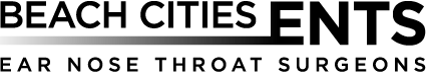 BEACH CITIES ENTS
EAR NOSE THROAT SURGEONS